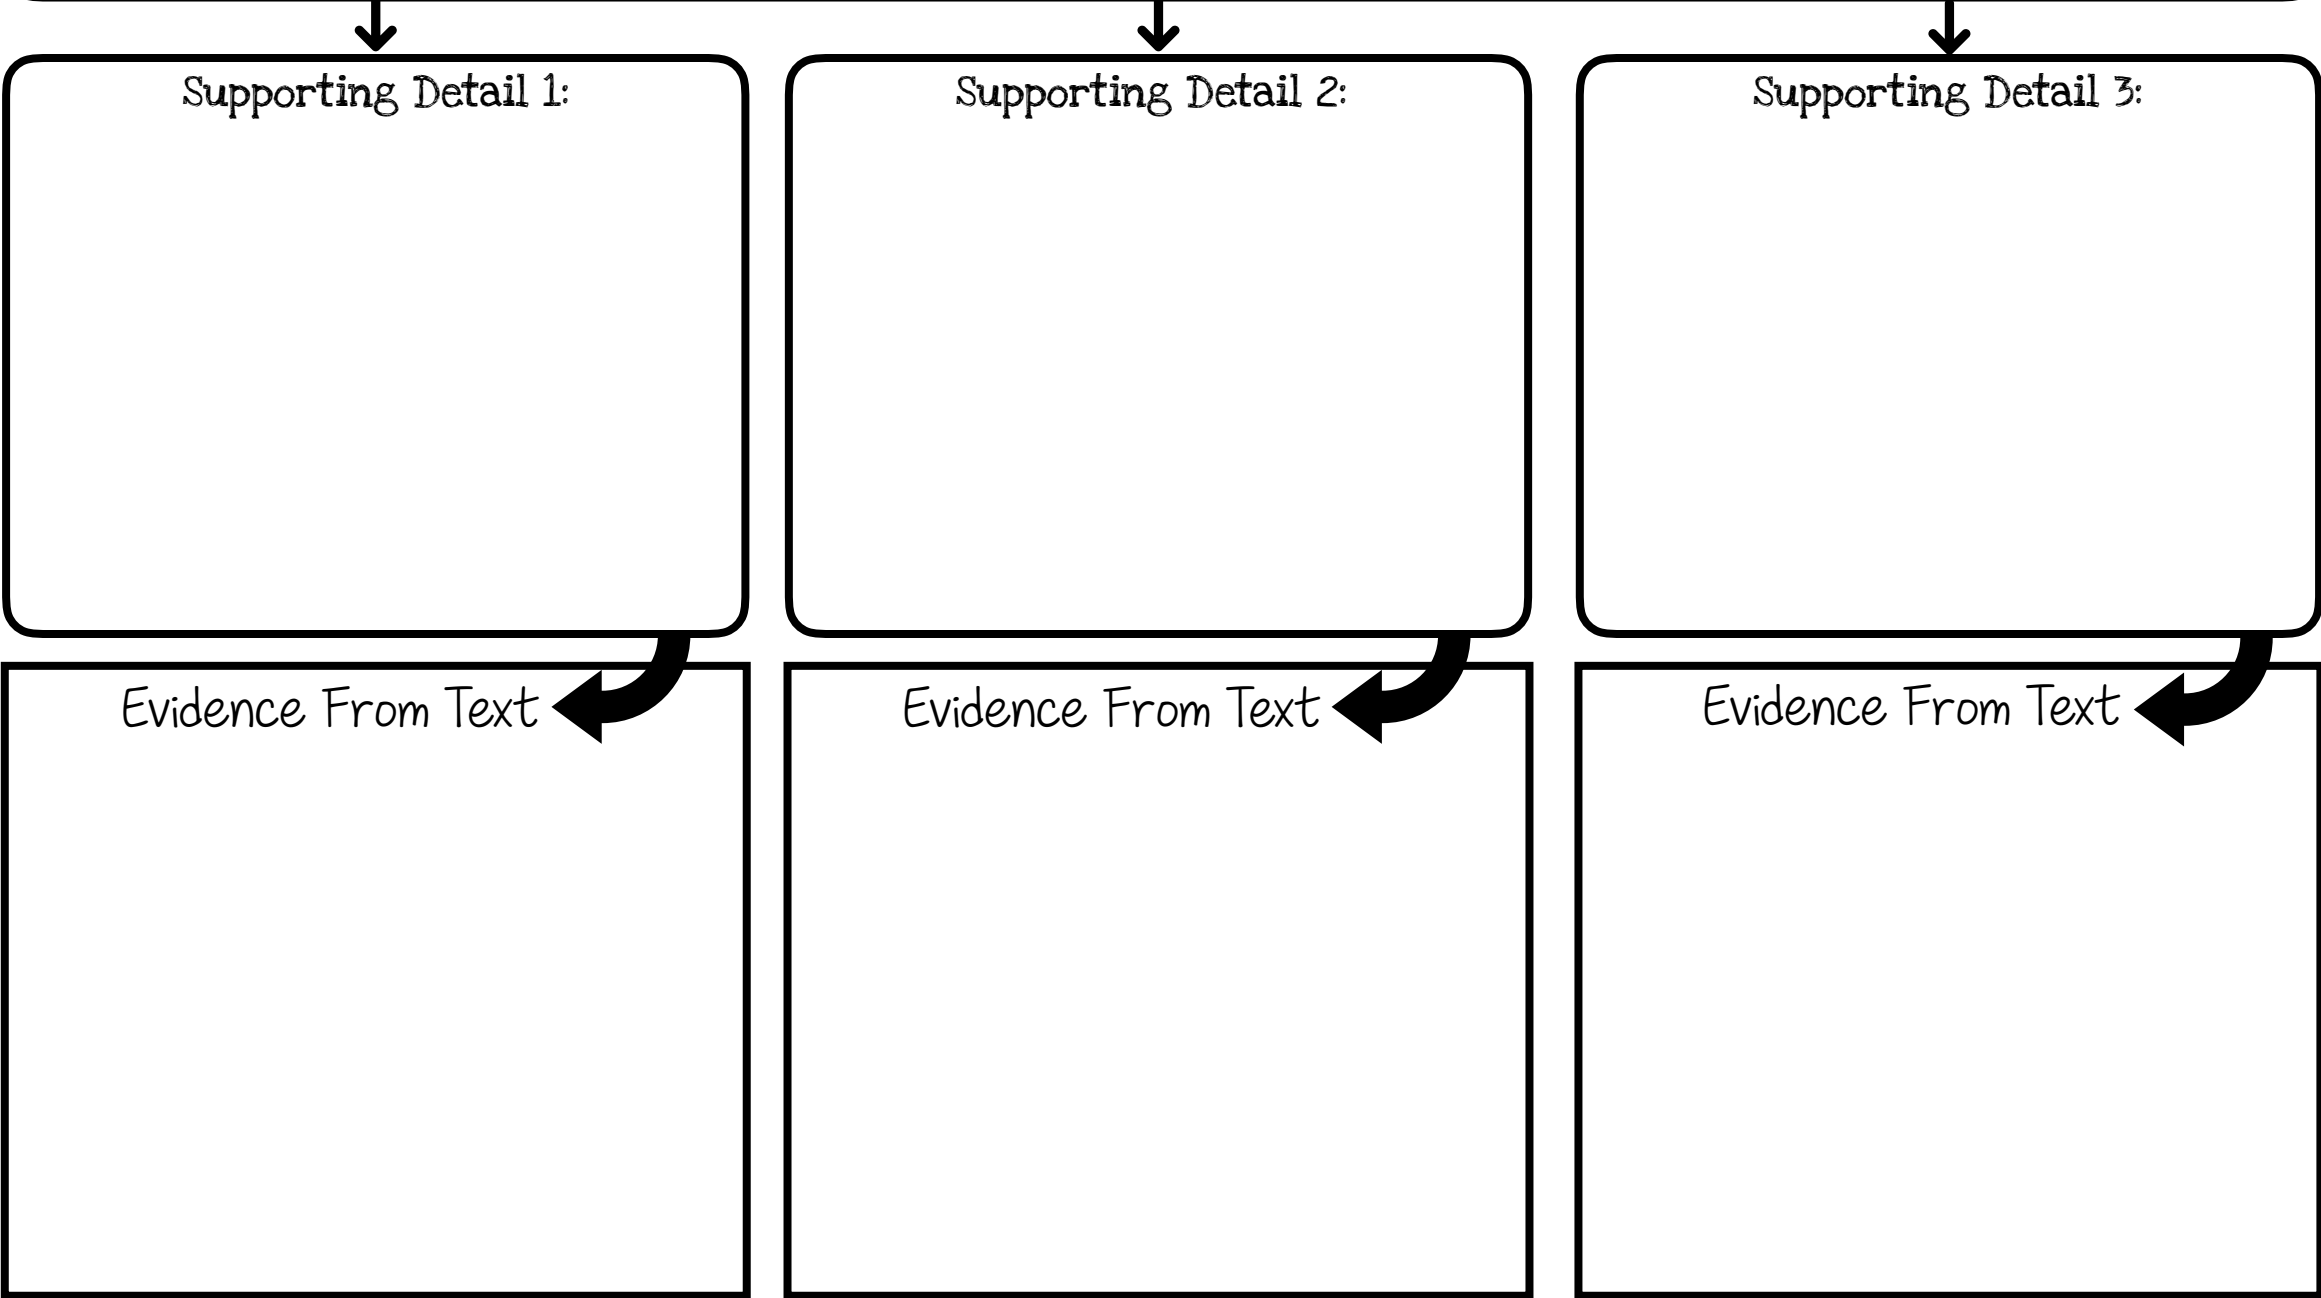 Supporting Detail 1:
Supporting Detail 2:
Supporting Detail 3:
Evidence From Text
Evidence From Text
Evidence From Text